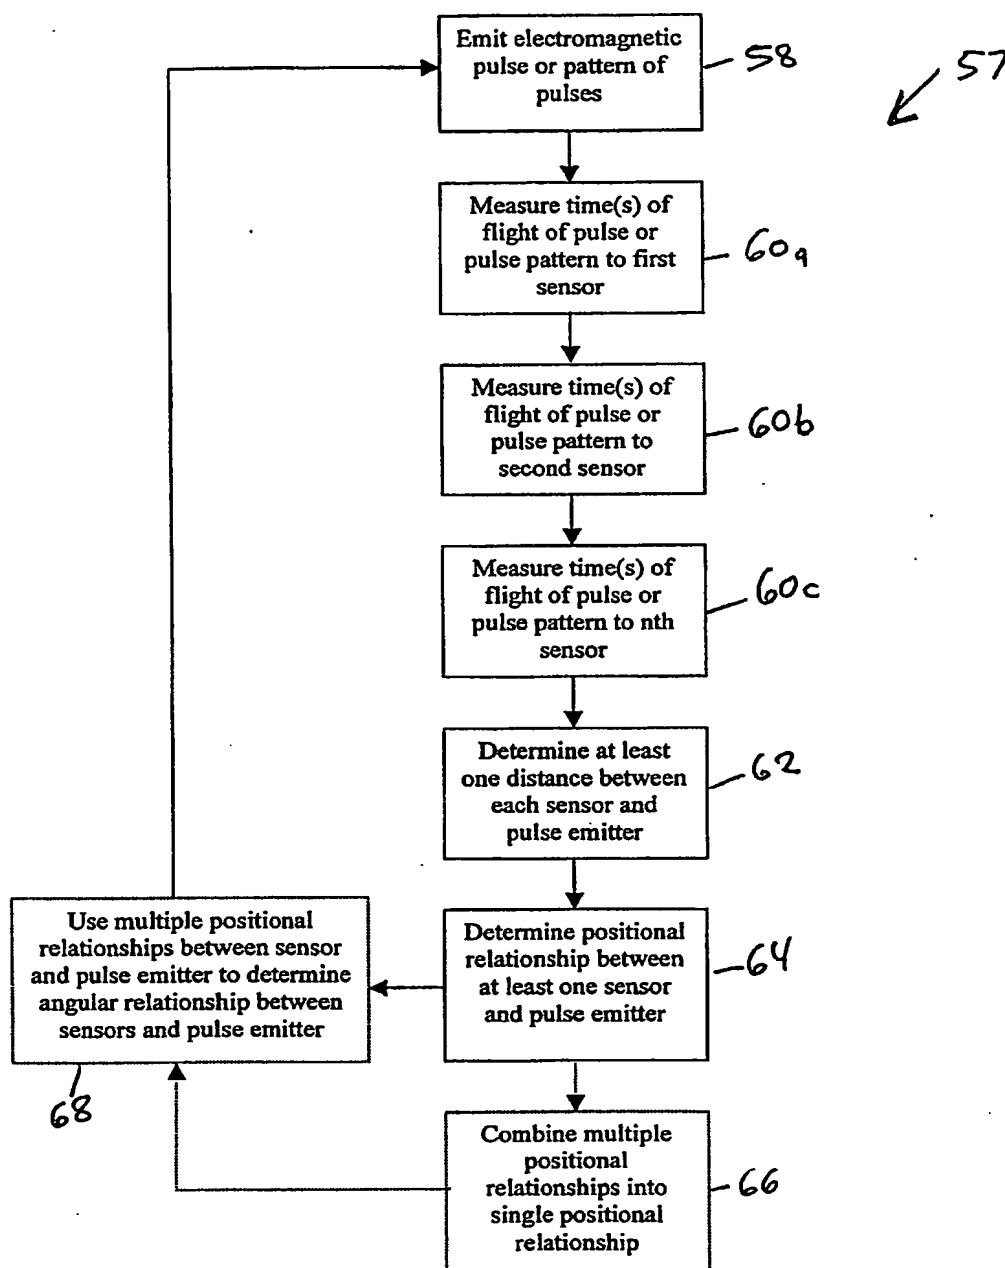 Emit electromagnetic
pulse or pattern of
pulses
58
57
Measure time(s) of
flight of pulse or
pulse pattern to first
sensor
60a
Measure time(s) of
flight of pulse or
pulse pattern to
second sensor
60b
Measure time(s) of
flight of pulse or
pulse pattern to nth
sensor
60c
Determine at least
one distance between
each sensor and
pulse emitter
62
Use multiple positional
relationships between sensor
and pulse emitter to determine
angular relationship between
sensors and pulse emitter
68
Determine positional
relationship between
at least one sensor
and pulse emitter
64
Combine multiple
positional
relationships into
single positional
relationship
66